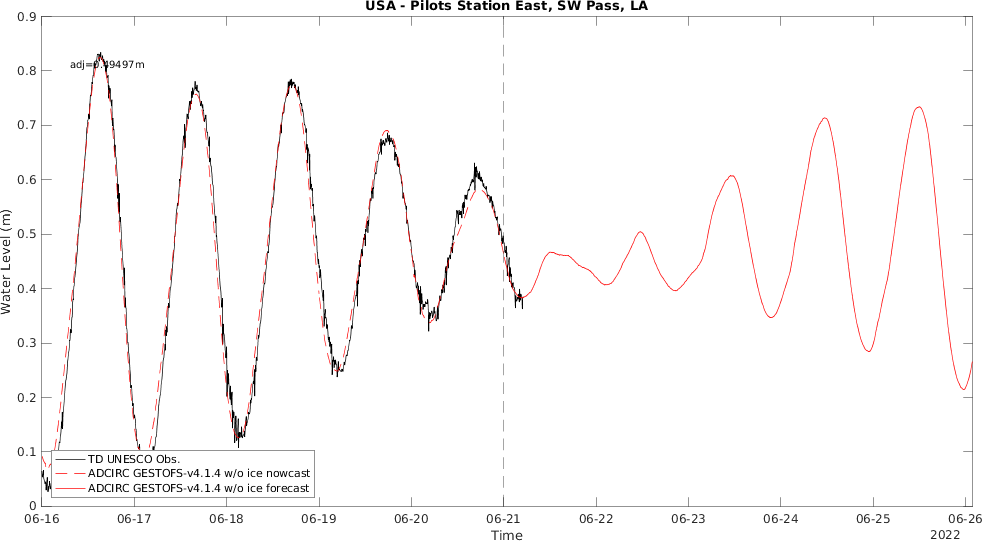 USA - Pilots Station East, SW Pass, LA
0.9
0.8
0.7
0.6
0.5
0.4
0.3
0.2
0.1
0
Water Level (m)
adj=0.49497m
TD UNESCO Obs.
ADCIRC GESTOFS-v4.1.4 w/o ice nowcast
ADCIRC GESTOFS-v4.1.4 w/o ice forecast
06-16 06-17 06-18 06-19 06-20 06-21 06-22 06-23 06-24 06-25 06-26
Time
2022